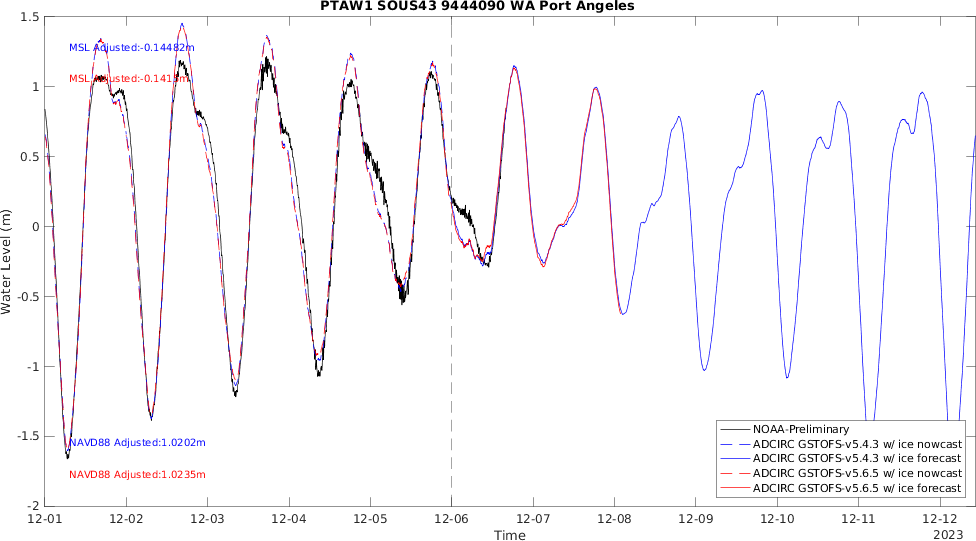 PTAW1 SOUS43 9444090 WA Port Angeles
1.5
MSL Adjusted:-0.14482m
MSL Adjusted:
1
0.5
0
-0.5
-1
-1.5
-2
Water Level (m)
NAVD88 Adjusted:1.0202m
NAVD88 Adjusted:1.0235m
NOAA-Preliminary
ADCIRC GSTOFS-v5.4.3 w/ ice nowcast
ADCIRC GSTOFS-v5.4.3 w/ ice forecast
ADCIRC GSTOFS-v5.6.5 w/ ice nowcast
ADCIRC GSTOFS-v5.6.5 w/ ice forecast
12-01 12-02 12-03 12-04 12-05 12-06 12-07 12-08 12-09 12-10 12-11 12-12
Time
2023